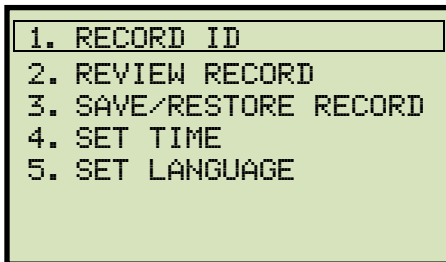 1. RECORD ID
2. REVIEW RECORD
3. SAVE/RESTORE RECORD
4. SET TIME
5. SET LANGUAGE